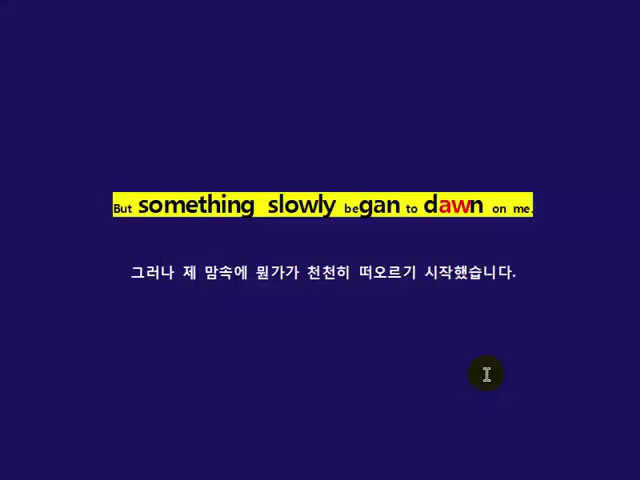 But something slowly began to dawn on me.
그러나 제 맘속에 뭔가가 천천히 떠오르기 시작했습니다.